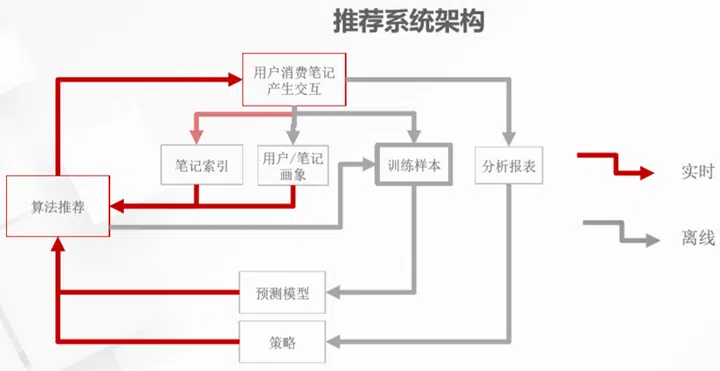 推荐系统架构
用户消费笔记
产生交互
笔记索引
用户/笔记
画象
训练样本
分析报表
实时
算法推荐
离线
预测模型
策略